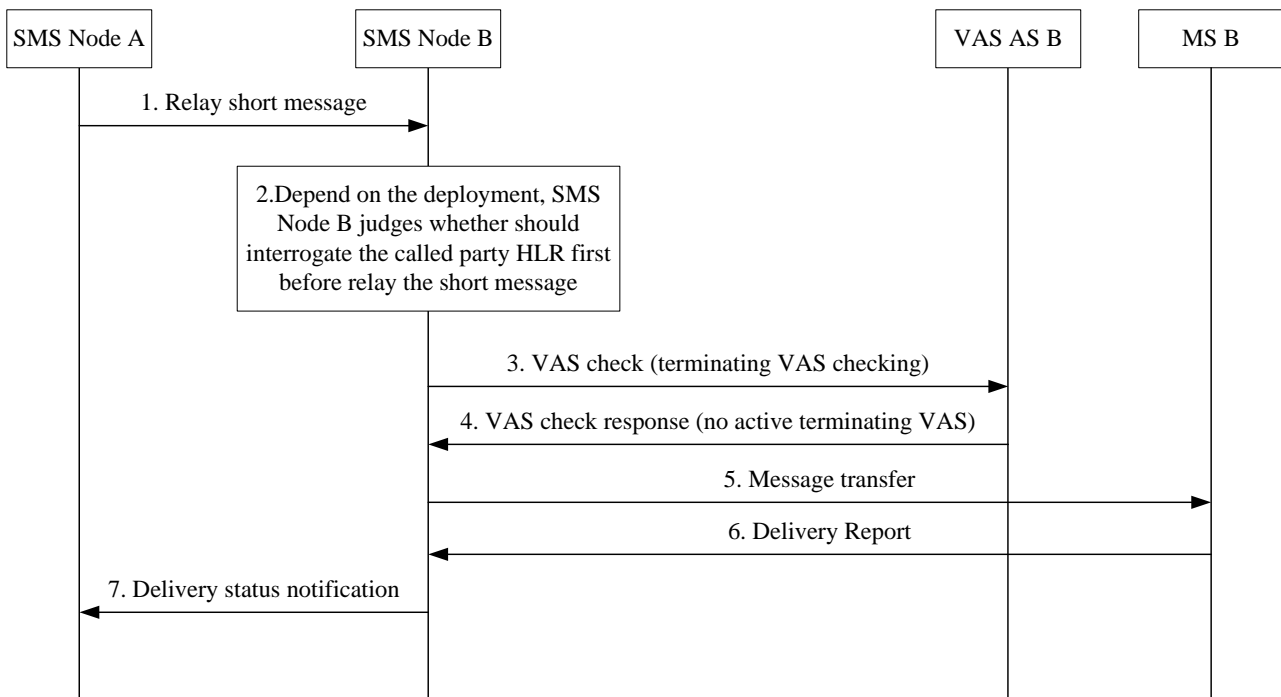 SMS Node A
SMS Node B
VAS AS B
MS B
1. Relay short message
2.Depend on the deployment, SMS
Node B judges whether should
interrogate the called party HLR first
before relay the short message
3. VAS check (terminating VAS checking)
4. VAS check response (no active terminating VAS)
5. Message transfer
6. Delivery Report
7. Delivery status notification